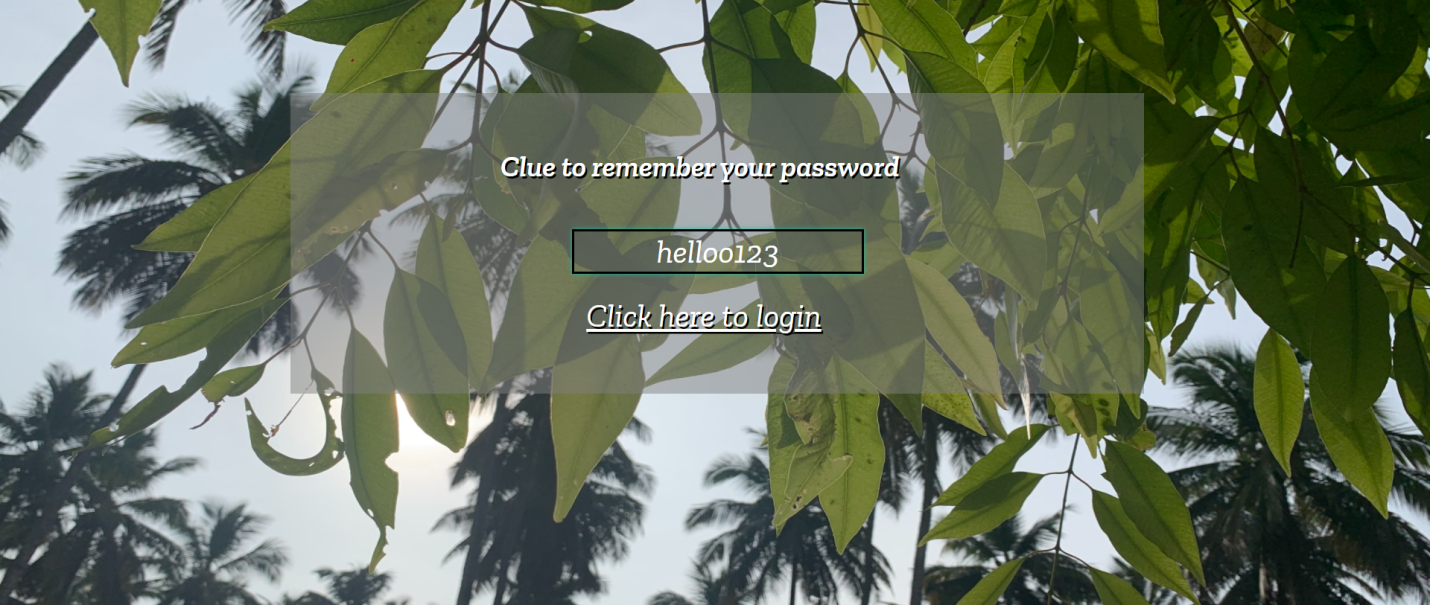 Clue to remember your password
helloo123
Click here to login